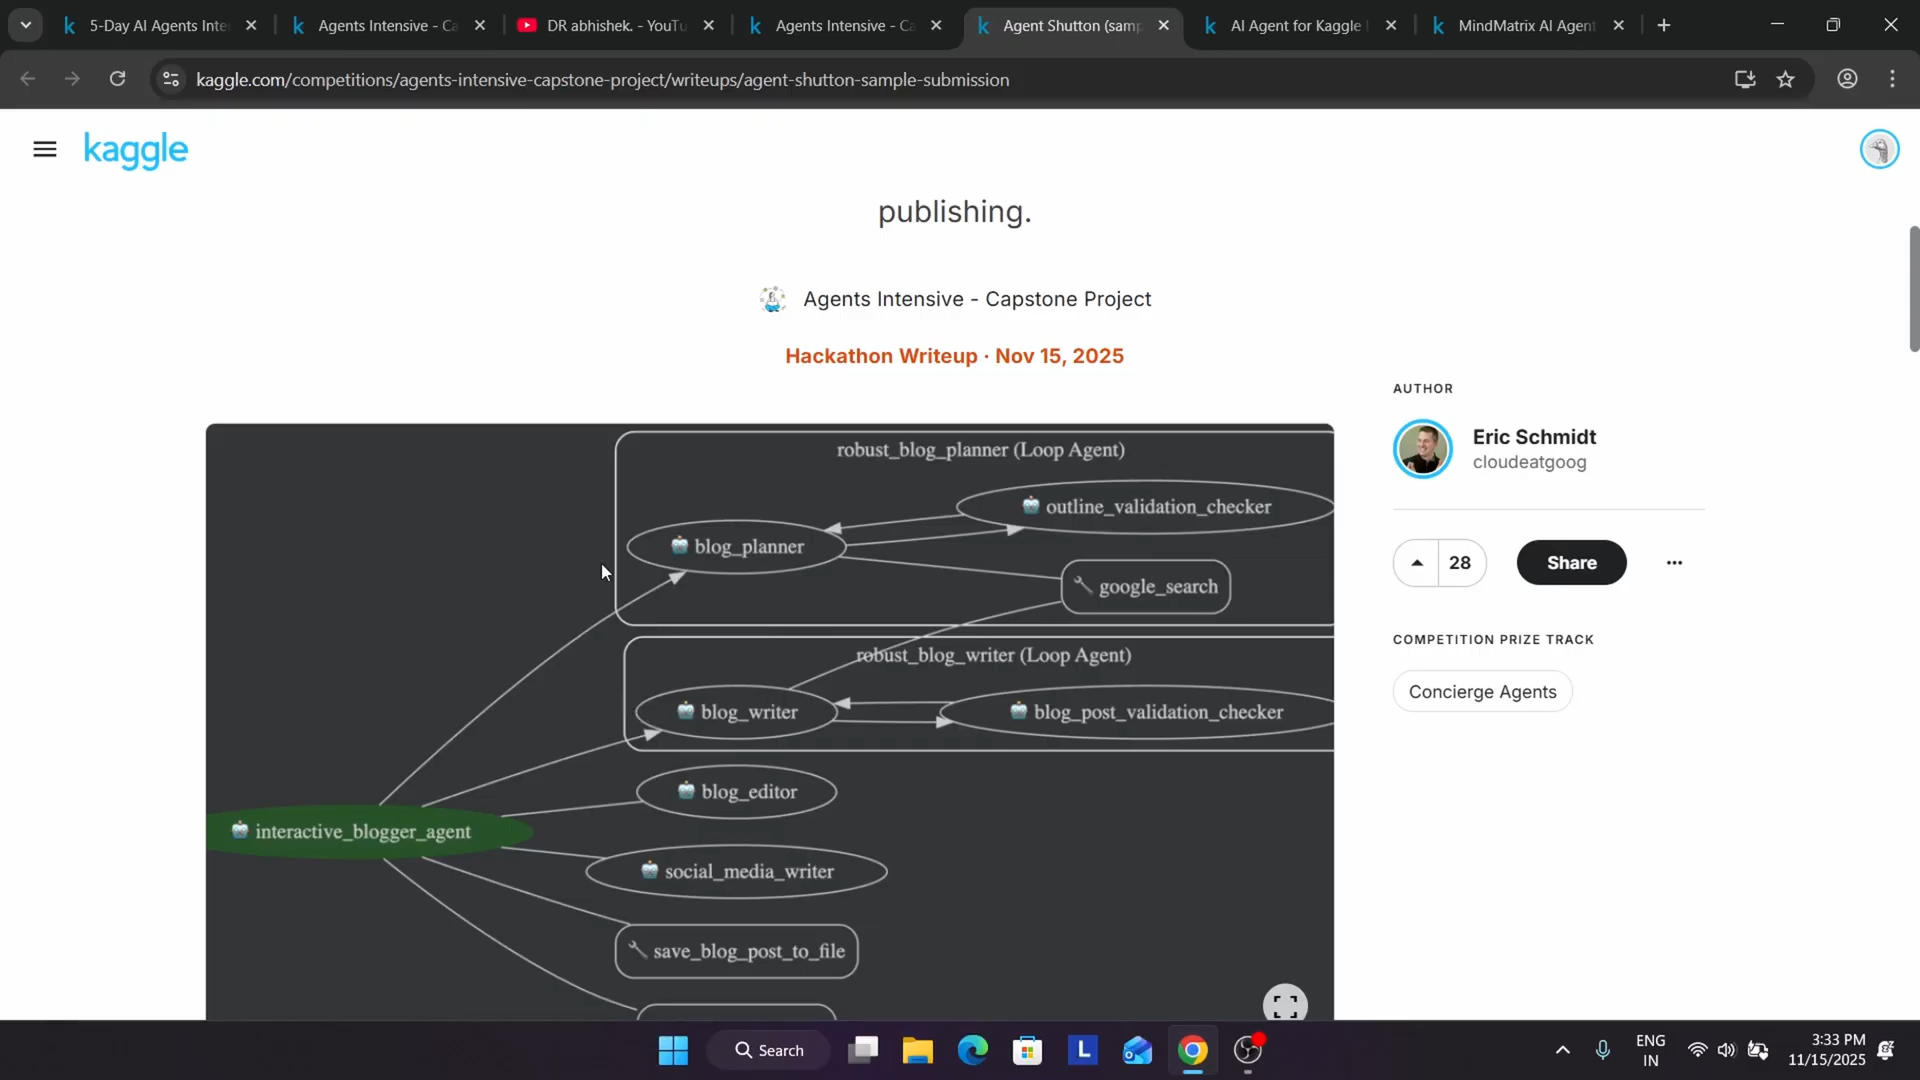 5-Day AI Agents Inte
Agents Intensive - Ca
DR abhishek. - YouTu
Agents Intensive - Ca
Agent Shutton (samp
AI Agent for Kaggle
MindMatrix AI Agent
kaggle.com/competitions/agents-intensive-capstone-project/writeups/agent-shutton-sample-submission
kaggle
publishing.
Agents Intensive - Capstone Project
Hackathon Writeup · Nov 15, 2025
AUTHOR
Eric Schmidt
cloudeatgoog
28
Share
COMPETITION PRIZE TRACK
Concierge Agents
robust_blog_planner (Loop Agent)
outline_validation_checker
blog_planner
google_search
robust_blog_writer (Loop Agent)
blog_writer
blog_post_validation_checker
blog_editor
interactive_blogger_agent
social_media_writer
save_blog_post_to_file
Search
L
ENG
IN
3:33 PM
11/15/2025